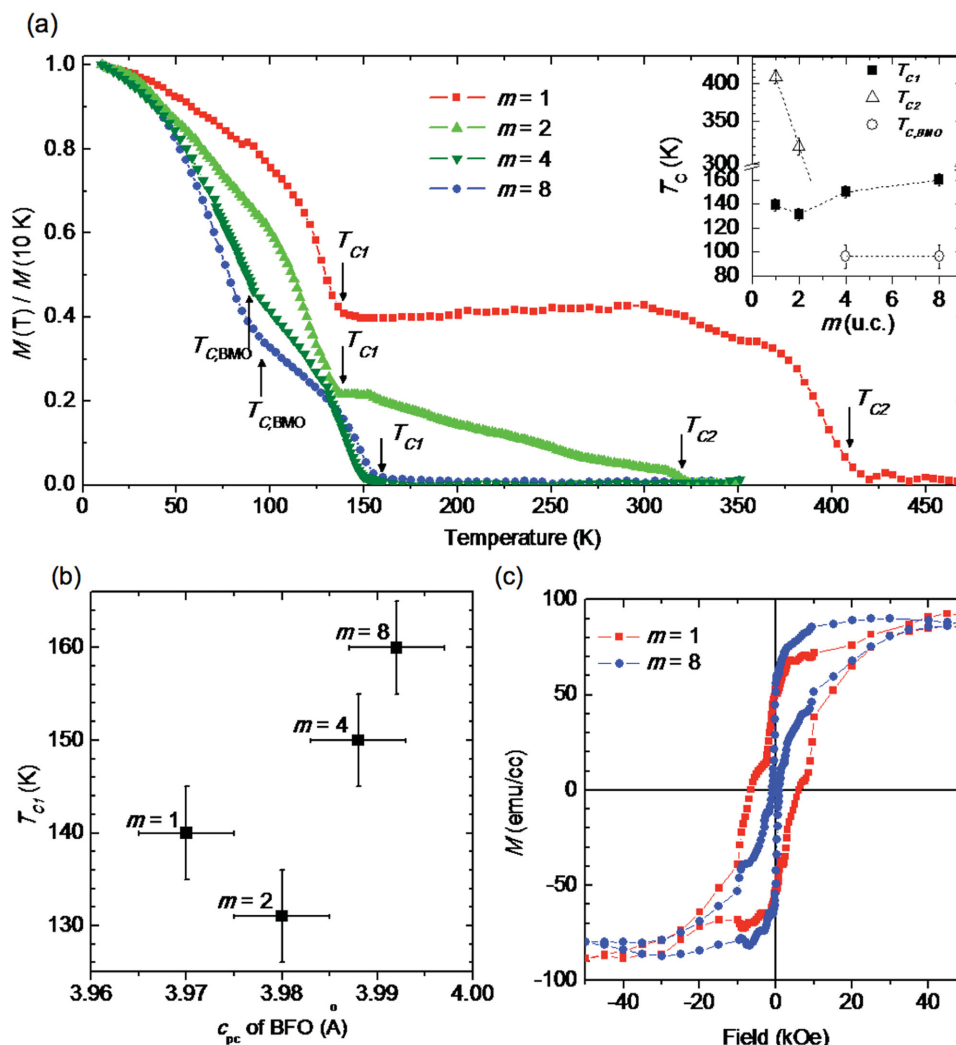 (a)
1.0
0.8
0.6
0.4
0.2
0.0
M(T) / M (10 K)
0
50
100
150
200
250
300
350
400
450
Temperature (K)
m = 1
m = 2
m = 4
m = 8
T_C1
T_C1
T_C,BMO
T_C,BMO
T_C1
T_C2
T_C2
400
350
300
160
140
120
100
80
T_C (K)
T_C1
T_C2
T_C,BMO
0
2
4
6
8
m (u.c.)
(b)
160
150
140
130
T_C1 (K)
m = 8
m = 4
m = 1
m = 2
3.96
3.97
3.98
3.99
4.00
c_pc of BFO (Å)
(c)
100
50
0
-50
-100
M (emu/cc)
m = 1
m = 8
-40
-20
0
20
40
Field (kOe)